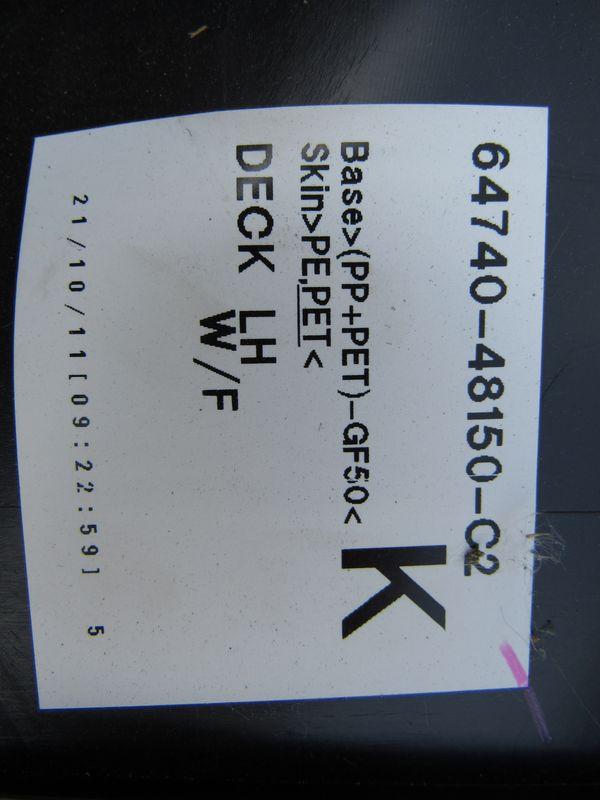 64740-48150-C2
Base>(PP+PET)-GF50<
Skin>PE,PET<
K
DECK LH
W/F
21/10/11[09:22:59] 5